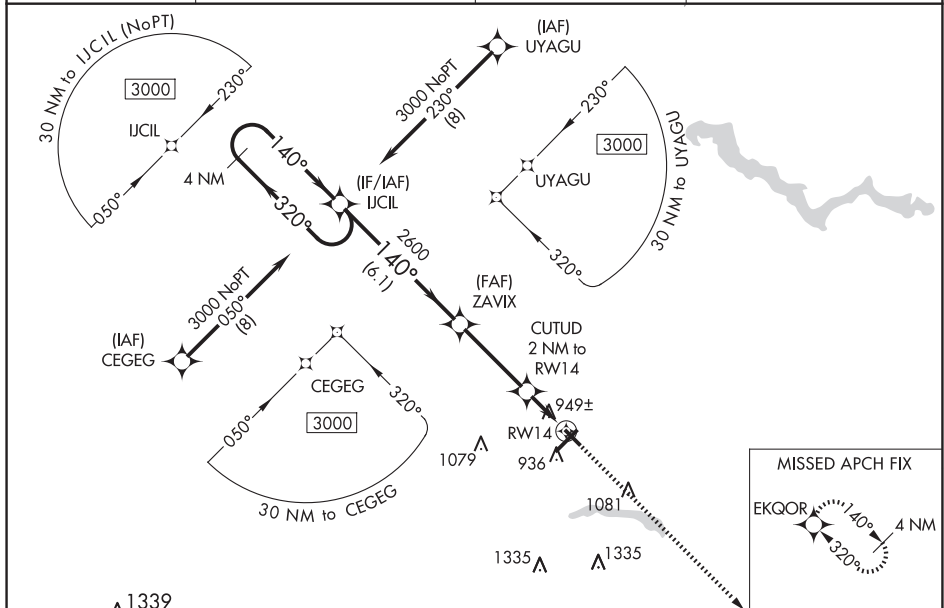 30 NM to IJCIL (NoPT)
3000
230°
IJCIL
050°
(IAF)
UYAGU
3000 NoPT
230°
(8)
230°
3000
UYAGU
320°
30 NM to UYAGU
4 NM
140°
320°
(IF/IAF)
IJCIL
2600
140°
(6.1)
3000 NoPT
050°
(8)
(IAF)
CEGEG
(FAF)
ZAVIX
CUTUD
2 NM to
RW14
CEGEG
050°
320°
3000
30 NM to CEGEG
949±
RW14
1079
936
1081
1335
1335
1339
MISSED APCH FIX
EKQOR
140°
320°
4 NM